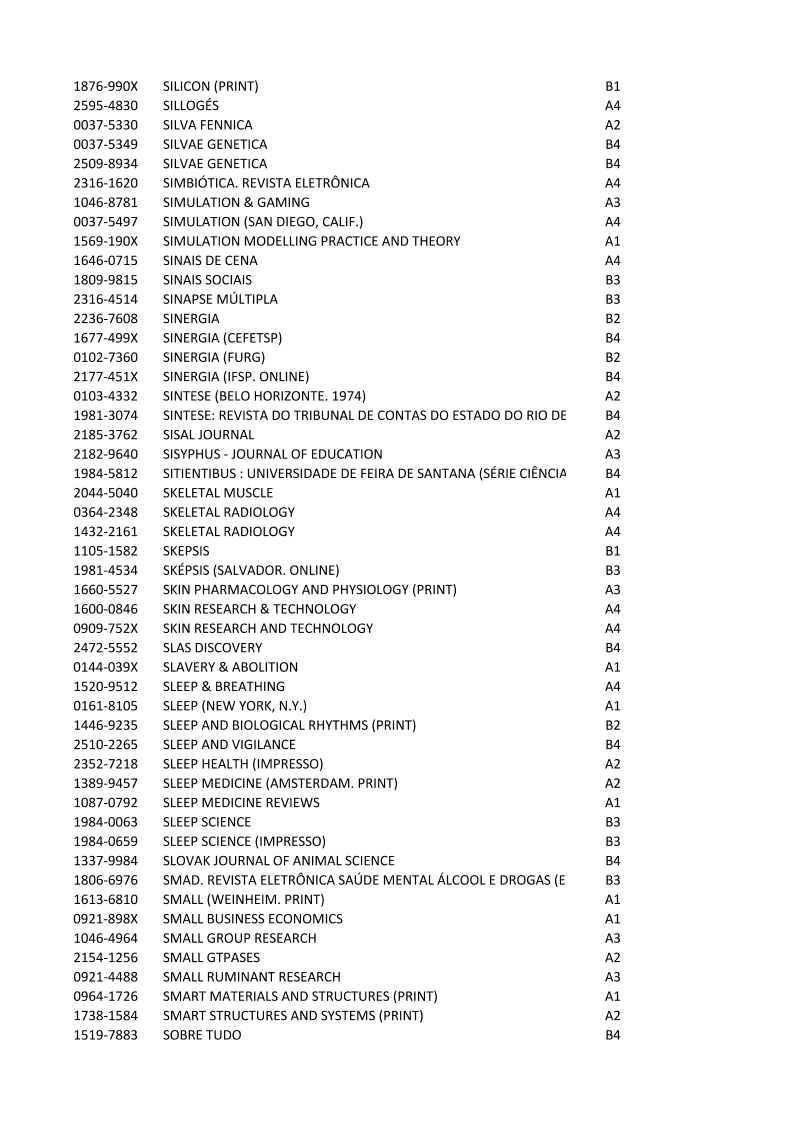 1876-990X SILICON (PRINT) B1
2595-4830 SILLOGÉS A4
0037-5330 SILVA FENNICA A2
0037-5349 SILVAE GENETICA B4
2509-8934 SILVAE GENETICA B4
2316-1620 SIMBIÓTICA. REVISTA ELETRÔNICA A4
1046-8781 SIMULATION & GAMING A3
0037-5497 SIMULATION (SAN DIEGO, CALIF.) A4
1569-190X SIMULATION MODELLING PRACTICE AND THEORY A1
1646-0715 SINAIS DE CENA A4
1809-9815 SINAIS SOCIAIS B3
2316-4514 SINAPSE MÚLTIPLA B3
2236-7608 SINERGIA B2
1677-499X SINERGIA (CEFETSP) B4
0102-7360 SINERGIA (FURG) B2
2177-451X SINERGIA (IFSP. ONLINE) B4
0103-4332 SINTESE (BELO HORIZONTE. 1974) A2
1981-3074 SINTESE: REVISTA DO TRIBUNAL DE CONTAS DO ESTADO DO RIO DE B4
2185-3762 SISAL JOURNAL A2
2182-9640 SISYPHUS - JOURNAL OF EDUCATION A3
1984-5812 SITIENTIBUS : UNIVERSIDADE DE FEIRA DE SANTANA (SÉRIE CIÊNCIA B4
2044-5040 SKELETAL MUSCLE A1
0364-2348 SKELETAL RADIOLOGY A4
1432-2161 SKELETAL RADIOLOGY A4
1105-1582 SKEPSIS B1
1981-4534 SKÉPSIS (SALVADOR. ONLINE) B3
1660-5527 SKIN PHARMACOLOGY AND PHYSIOLOGY (PRINT) A3
1600-0846 SKIN RESEARCH & TECHNOLOGY A4
0909-752X SKIN RESEARCH AND TECHNOLOGY A4
2472-5552 SLAS DISCOVERY B4
0144-039X SLAVERY & ABOLITION A1
1520-9512 SLEEP & BREATHING A4
0161-8105 SLEEP (NEW YORK, N.Y.) A1
1446-9235 SLEEP AND BIOLOGICAL RHYTHMS (PRINT) B2
2510-2265 SLEEP AND VIGILANCE B4
2352-7218 SLEEP HEALTH (IMPRESSO) A2
1389-9457 SLEEP MEDICINE (AMSTERDAM. PRINT) A2
1087-0792 SLEEP MEDICINE REVIEWS A1
1984-0063 SLEEP SCIENCE B3
1984-0659 SLEEP SCIENCE (IMPRESSO) B3
1337-9984 SLOVAK JOURNAL OF ANIMAL SCIENCE B4
1806-6976 SMAD. REVISTA ELETRÔNICA SAÚDE MENTAL ÁLCOOL E DROGAS (E B3
1613-6810 SMALL (WEINHEIM. PRINT) A1
0921-898X SMALL BUSINESS ECONOMICS A1
1046-4964 SMALL GROUP RESEARCH A3
2154-1256 SMALL GTPASES A2
0921-4488 SMALL RUMINANT RESEARCH A3
0964-1726 SMART MATERIALS AND STRUCTURES (PRINT) A1
1738-1584 SMART STRUCTURES AND SYSTEMS (PRINT) A2
1519-7883 SOBRE TUDO B4